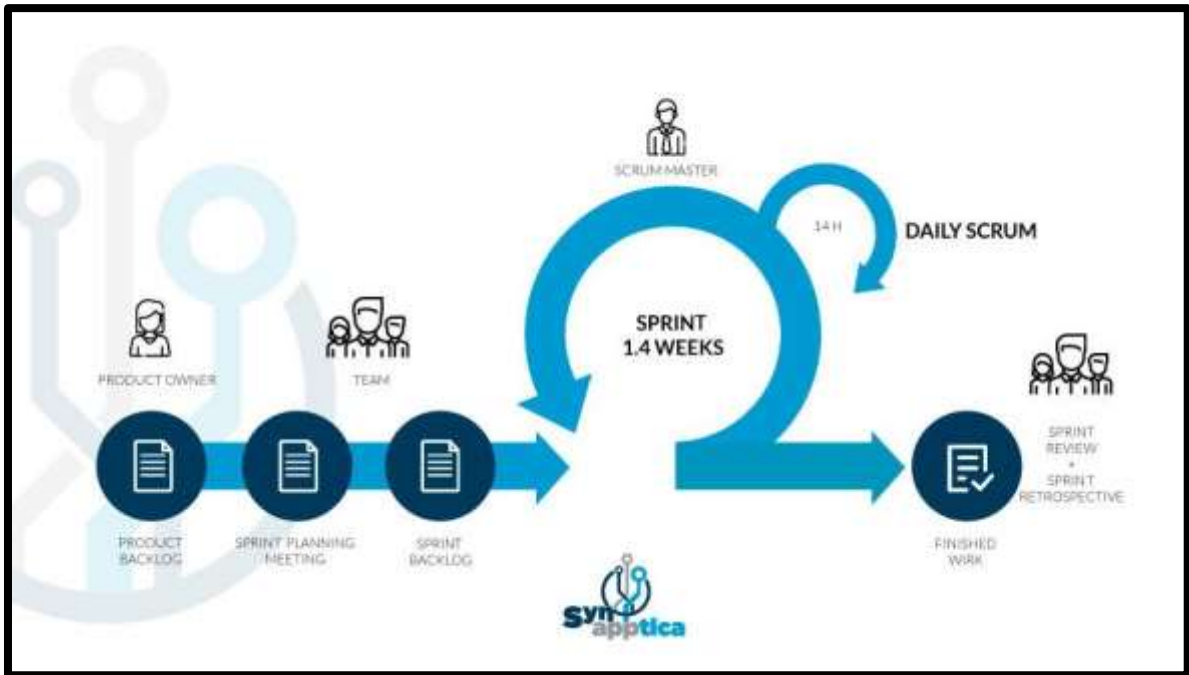 SCRUM MASTER
14 H
DAILY SCRUM
SPRINT
1.4 WEEKS
PRODUCT OWNER
TEAM
SPRINT
REVIEW
+
SPRINT
RETROSPECTIVE
PRODUCT
BACKLOG
SPRINT PLANNING
MEETING
SPRINT
BACKLOG
FINISHED
WIRK
Syn
apptica